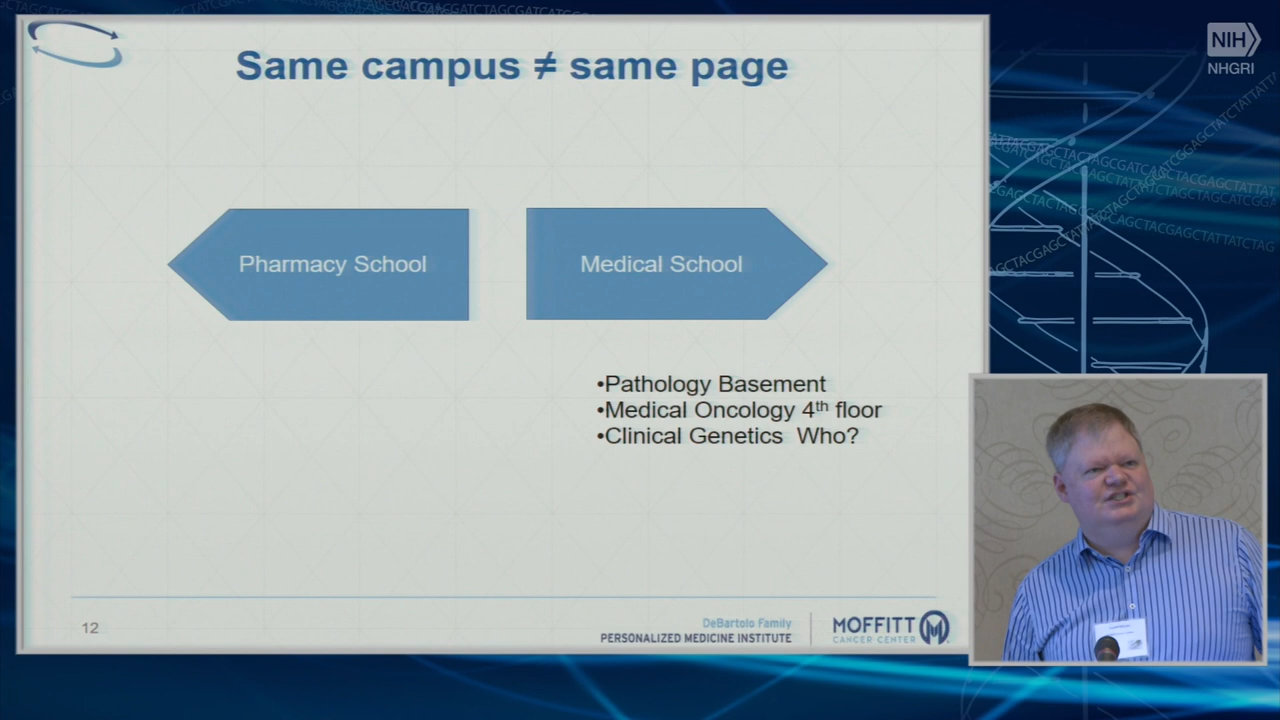 Same campus ≠ same page
NIH
NHGRI
Pharmacy School
Medical School
•Pathology Basement
•Medical Oncology 4th floor
•Clinical Genetics Who?
12
DeBartolo Family
PERSONALIZED MEDICINE INSTITUTE
MOFFITT
CANCER CENTER